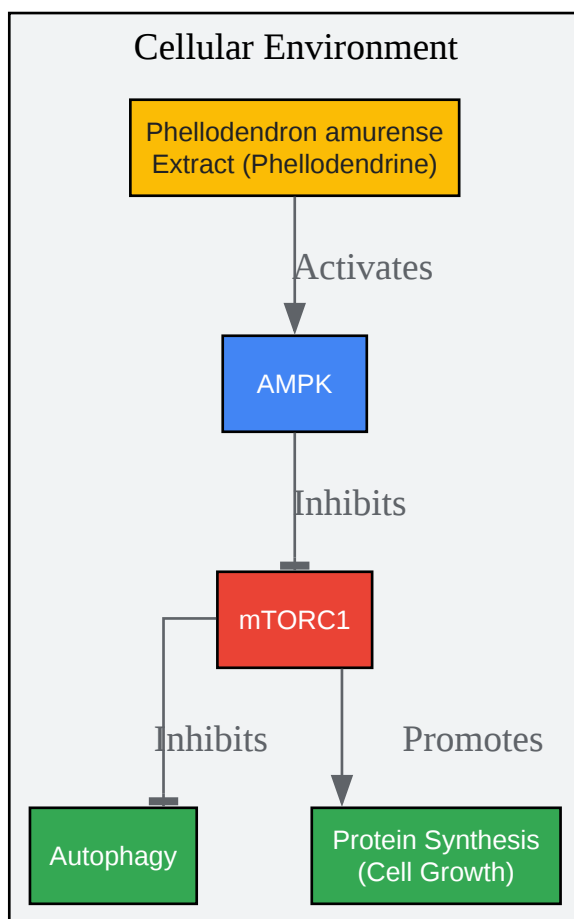 Cellular Environment
Phellodendron amurense
Extract (Phellodendrine)
Activates
AMPK
Inhibits
mTORC1
Inhibits
Promotes
Autophagy
Protein Synthesis
(Cell Growth)